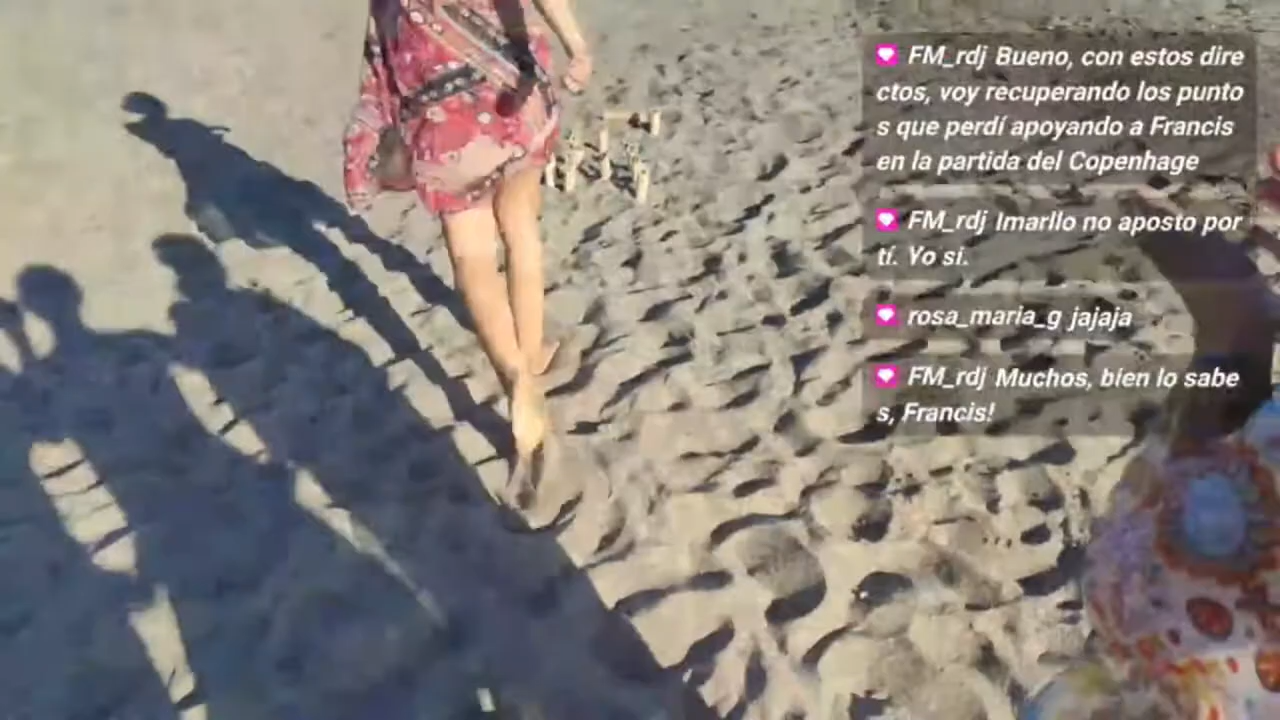 FM_rdj Bueno, con estos dire
ctos, voy recuperando los punto
s que perdí apoyando a Francis
en la partida del Copenhage
FM_rdj Imarllo no aposto por
tí. Yo si.
rosa_maria_g jajaja
FM_rdj Muchos, bien lo sabe
s, Francis!